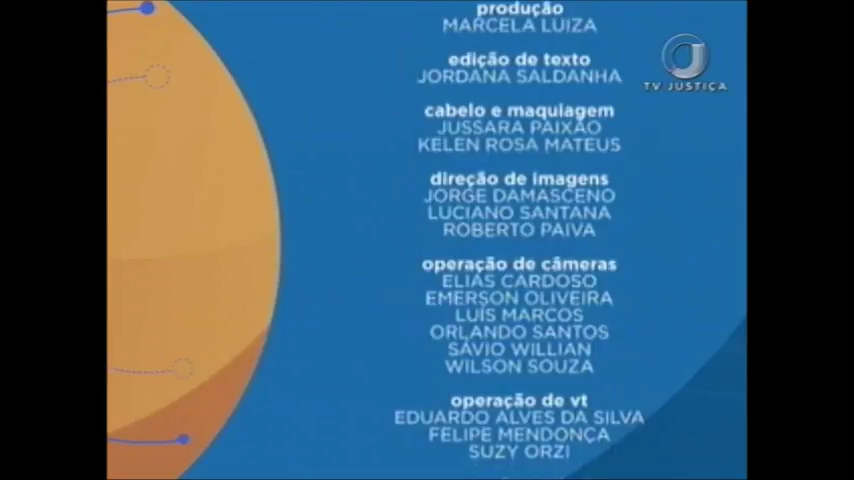 produção
MARCELA LUIZA
edição de texto
JORDANA SALDANHA
cabelo e maquiagem
JUSSARA PAIXÃO
KELEN ROSA MATEUS
direção de imagens
JORGE DAMASCENO
LUCIANO SANTANA
ROBERTO PAIVA
operação de câmeras
ELIAS CARDOSO
EMERSON OLIVEIRA
LUÍS MARCOS
ORLANDO SANTOS
SÁVIO WILLIAN
WILSON SOUZA
operação de vt
EDUARDO ALVES DA SILVA
FELIPE MENDONÇA
SUZY ORZI
TV JUSTIÇA